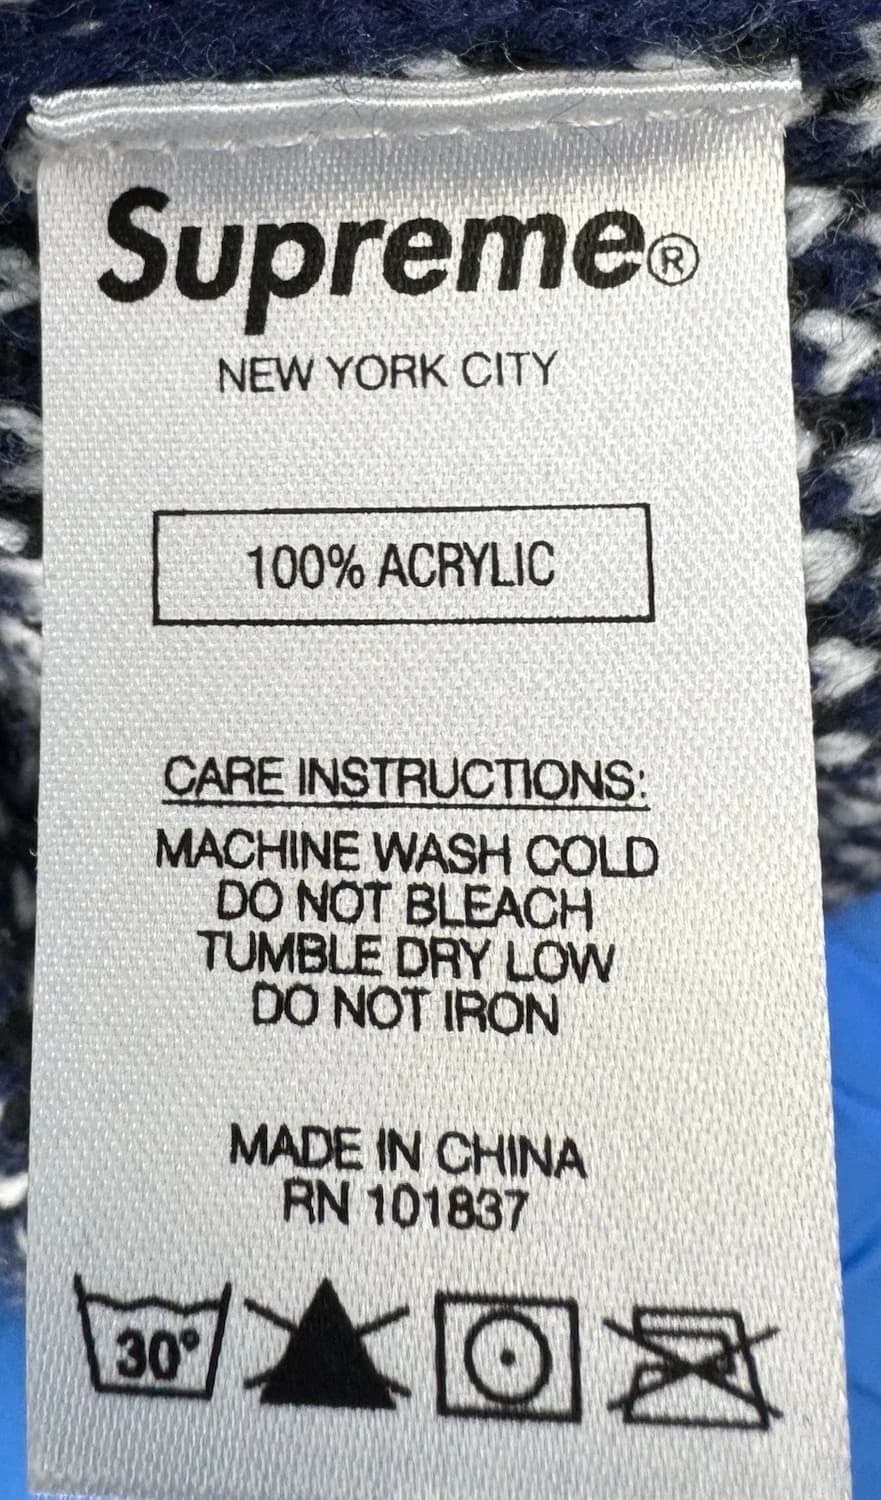 Supreme®
NEW YORK CITY
100% ACRYLIC
CARE INSTRUCTIONS:
MACHINE WASH COLD
DO NOT BLEACH
TUMBLE DRY LOW
DO NOT IRON
MADE IN CHINA
RN 101837
30°